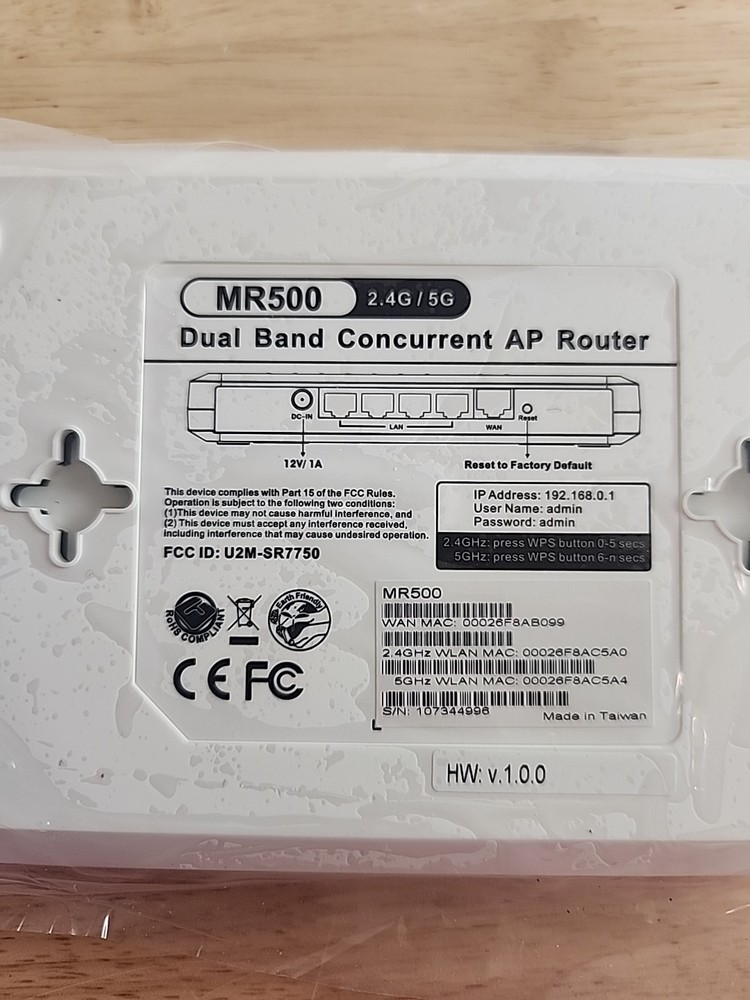 MR500 2.4G / 5G
Dual Band Concurrent AP Router
DC-IN
LAN
WAN
Reset
12V/ 1A
Reset to Factory Default
This device complies with Part 15 of the FCC Rules.
Operation is subject to the following two conditions:
(1)This device may not cause harmful interference, and
(2) This device must accept any interference received,
including interference that may cause undesired operation.
FCC ID: U2M-SR7750
IP Address: 192.168.0.1
User Name: admin
Password: admin
2.4GHz: press WPS button 0-5 secs
5GHz: press WPS button 6-n secs
RoHS COMPLIANT
Earth Friendly
CE FC
MR500
WAN MAC: 00026F8AB099
2.4GHz WLAN MAC: 00026F8AC5A0
5GHz WLAN MAC: 00026F8AC5A4
S/N: 107344996
Made in Taiwan
HW: v.1.0.0